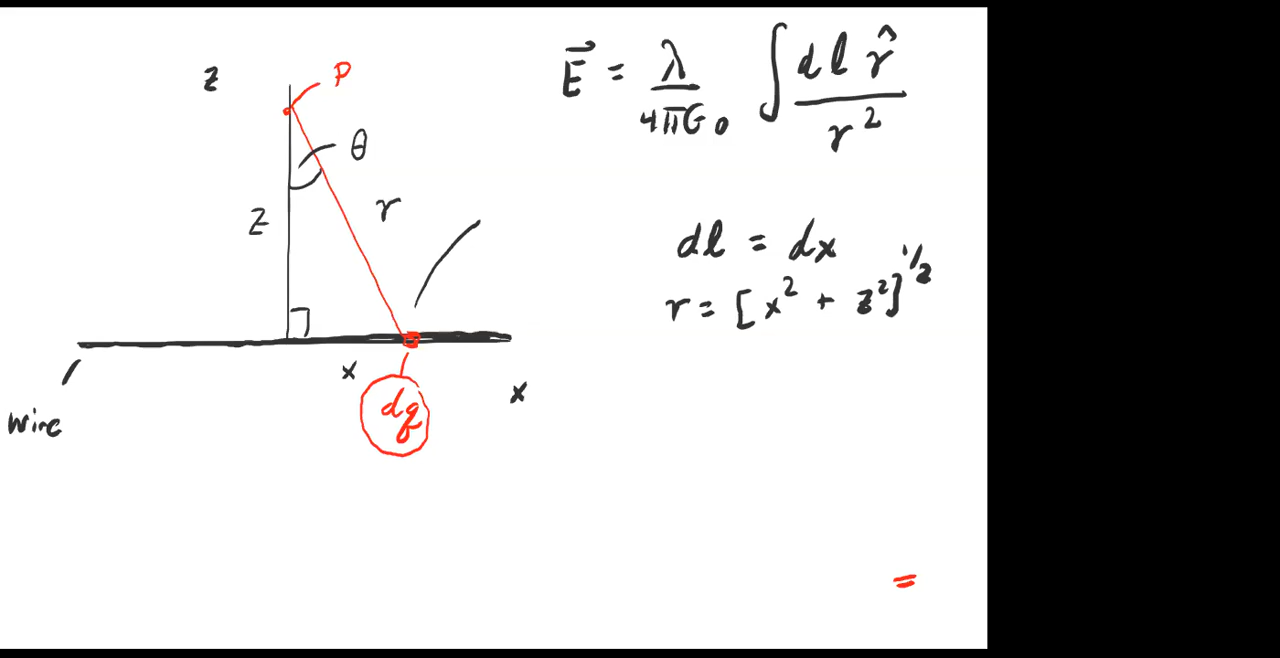 z
P
θ
z
r
x
x
dq
wire
E⃗ = λ/4πϵ₀ ∫ dl r̂/r²
dl = dx
r = [x² + z²]^1/2
=